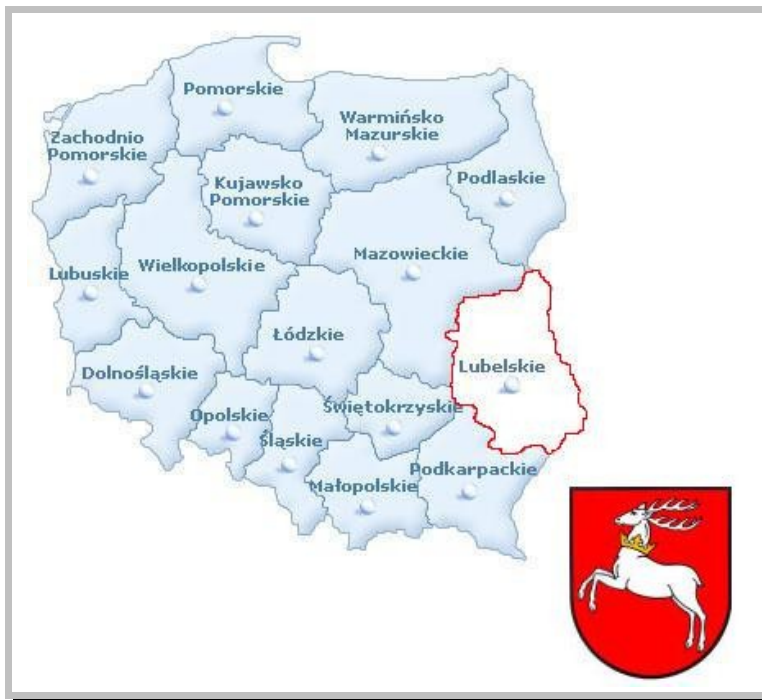 Pomorskie
Warmińsko
Mazurskie
Zachodnio
Pomorskie
Podlaskie
Kujawsko
Pomorskie
Mazowieckie
Wielkopolskie
Lubuskie
Łódzkie
Lubelskie
Dolnośląskie
Świętokrzyskie
Opolskie
Śląskie
Podkarpackie
Małopolskie